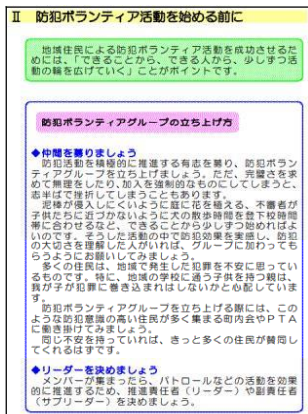 Ⅱ 防犯ボランティア活動を始める前に
地域住民による防犯ボランティア活動を成功させるた
めには、「できることから、できる人から、少しずつ活
動の輪を広げていく」ことがポイントです。
防犯ボランティアグループの立ち上げ方
◆仲間を募りましょう
防犯活動を積極的に推進する有志を募り、防犯ボラン
ティアグループを立ち上げましょう。ただ、完璧さを求
めて無理をしたり、加入を強制的なものにしてしまうと、
志半ばで挫折してしまうこともあります。
泥棒が侵入しにくいように庭に花を植える、不審者が
子供たちに近づかないように犬の散歩時間を登下校時間
帯に合わせるなど、できることから少しずつ始めればよ
いのです。そうした活動の中で防犯効果を実感し、防犯
の大切さを理解した人がいれば、グループに加わっても
らうようにお願いしてみましょう。
多くの住民は、地域で発生した犯罪を不安に思ってい
るものです。特に、地域の学校に通う子供を持つ親は、
我が子が犯罪に巻き込まれはしないかと心配していま
す。
防犯ボランティアグループを立ち上げる際には、この
ような防犯意識の高い住民が多く集まる町内会やPTA
に働き掛けてみましょう。
同じ不安を持っていれば、きっと多くの住民が賛同し
てくれるはずです。
◆リーダーを決めましょう
メンバーが集まったら、パトロールなどの活動を効果
的に推進するため、推進責任者（リーダー）や副責任者
（サブリーダー）を決めましょう。